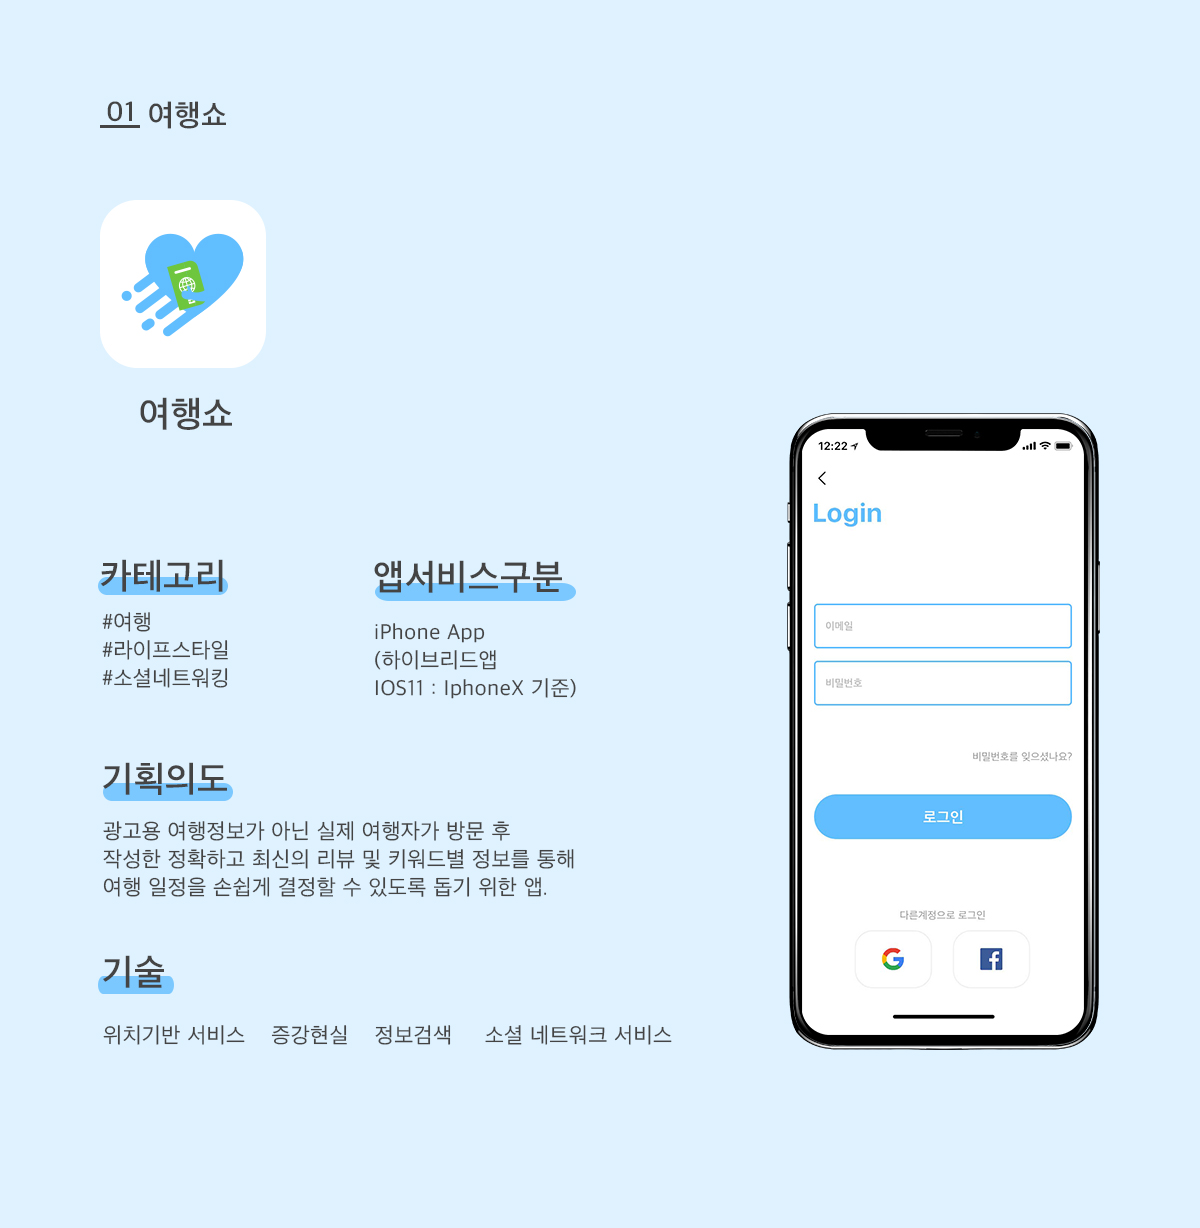 01 여행쇼
여행쇼
카테고리
#여행
#라이프스타일
#소셜네트워킹
앱서비스구분
iPhone App
(하이브리드앱
IOS11 : IphoneX 기준)
기획의도
광고용 여행정보가 아닌 실제 여행자가 방문 후
작성한 정확하고 최신의 리뷰 및 키워드별 정보를 통해
여행 일정을 손쉽게 결정할 수 있도록 돕기 위한 앱.
기술
위치기반 서비스 증강현실 정보검색 소셜 네트워크 서비스
12:22
Login
이메일
비밀번호
비밀번호를 잊으셨나요?
로그인
다른계정으로 로그인